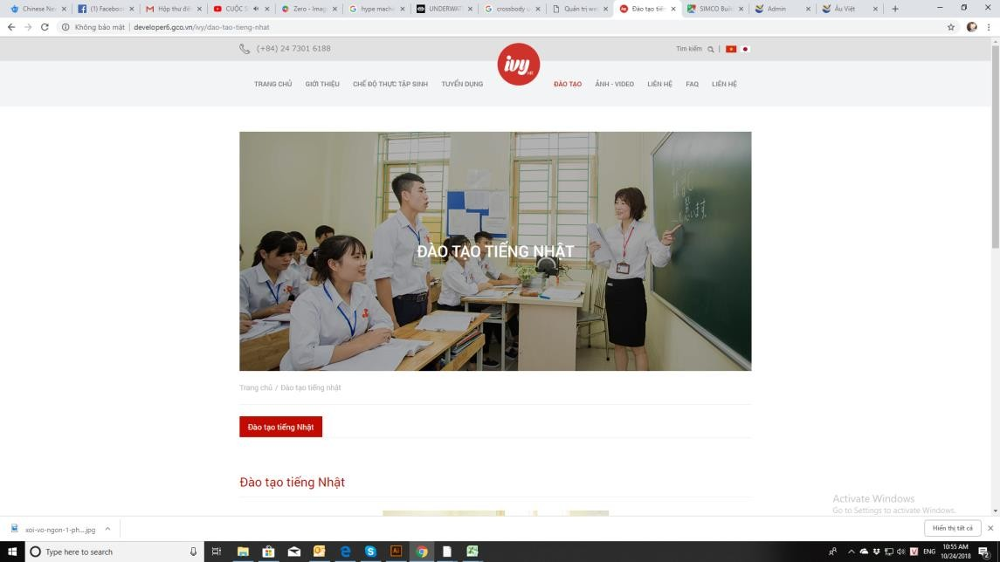 Chinese Ne
(1) Facebook
Hộp thư đế
CUỘC S
Zero - Imag
hype mach
UNDERWAT
crossbody u
Quản trị we
Đào tạo tiế
SIMCO Buil
Admin
Âu Việt
Không bảo mật | developer6.gco.vn/ivy/dao-tao-tieng-nhat
(+84) 24 7301 6188
Tìm kiếm
ivy HR
TRANG CHỦ GIỚI THIỆU CHẾ ĐỘ THỰC TẬP SINH TUYỂN DỤNG ĐÀO TẠO ẢNH - VIDEO LIÊN HỆ FAQ LIÊN HỆ
ĐÀO TẠO TIẾNG NHẬT
Trang chủ / Đào tạo tiếng nhật
Đào tạo tiếng Nhật
Đào tạo tiếng Nhật
Activate Windows
Go to Settings to activate Windows.
xoi-vo-ngon-1-ph....jpg
Hiển thị tất cả
Type here to search
ENG
10:55 AM
10/24/2018